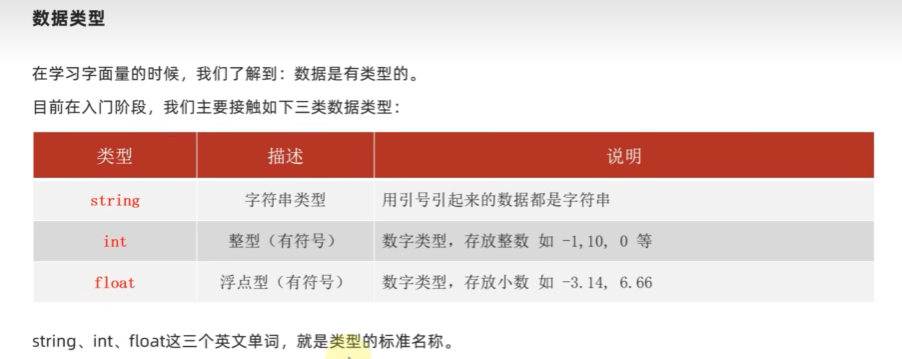 数据类型
在学习字面量的时候，我们了解到：数据是有类型的。
目前在入门阶段，我们主要接触如下三类数据类型：
类型 描述 说明
string 字符串类型 用引号引起来的数据都是字符串
int 整型（有符号） 数字类型，存放整数 如 -1,10, 0 等
float 浮点型（有符号） 数字类型，存放小数 如 -3.14, 6.66
string、int、float这三个英文单词，就是类型的标准名称。